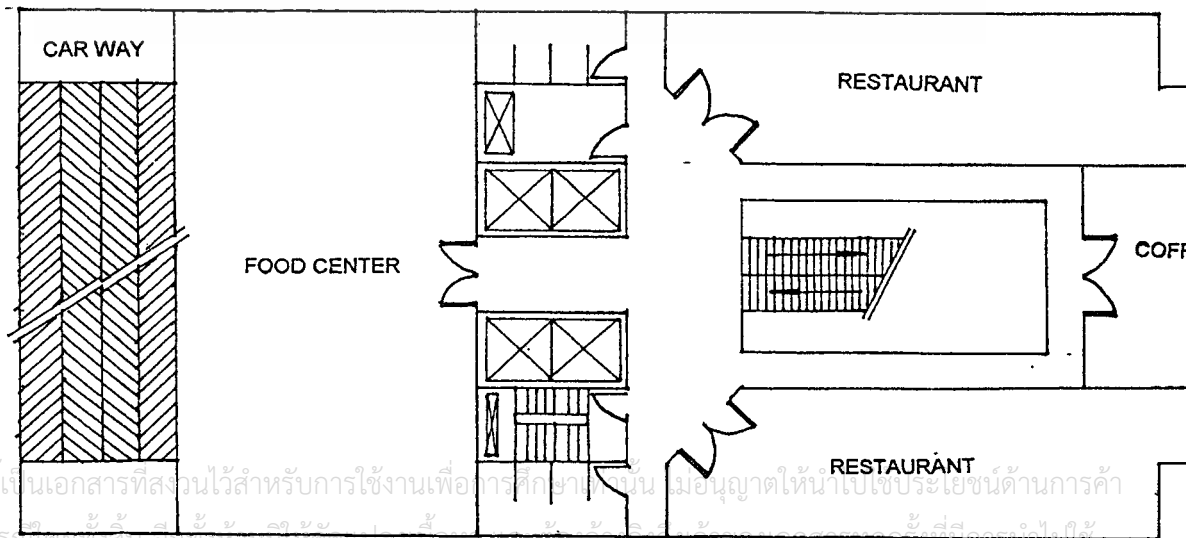 CAR WAY
RESTAURANT
FOOD CENTER
COFF
RESTAURANT
เป็นเอกสารที่สงวนไว้สำหรับการใช้งานเพื่อการศึกษาเท่านั้น ไม่อนุญาตให้นำไปใช้ประโยชน์ด้านการค้า